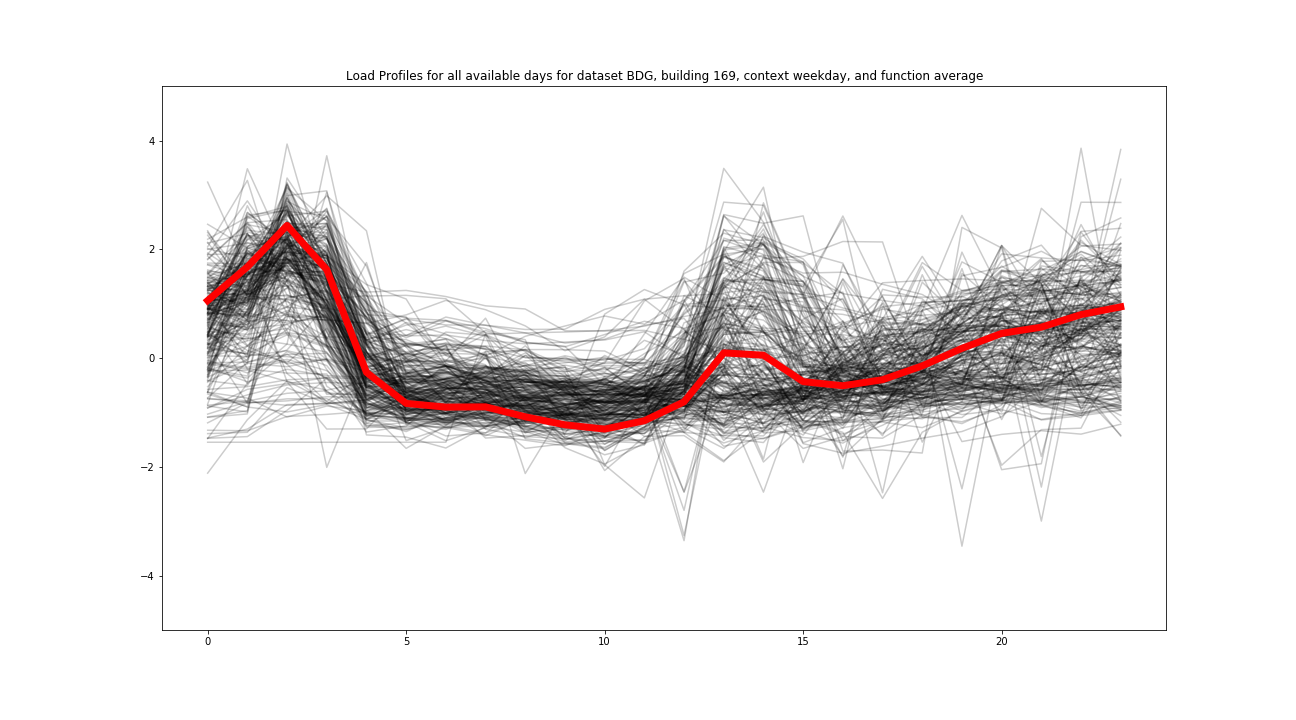 Load Profiles for all available days for dataset BDG, building 169, context weekday, and function average
4
2
0
−2
−4
0 5 10 15 20